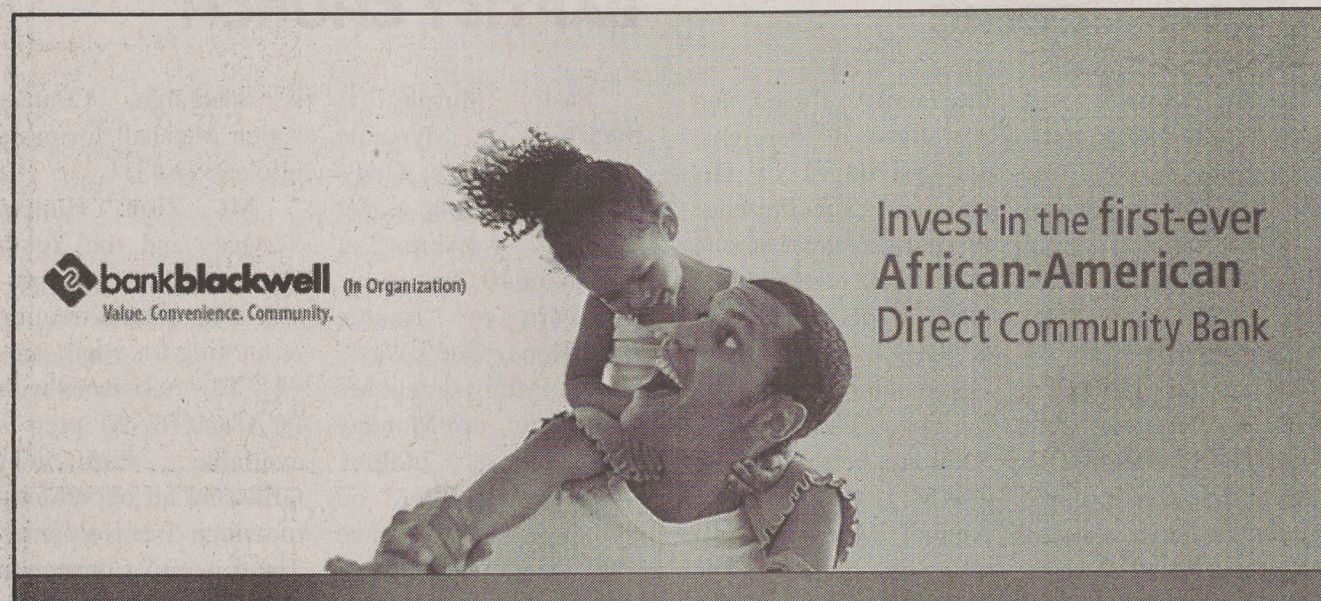 bankblackwell (In Organization)
Value. Convenience. Community.
Invest in the first-ever
African-American
Direct Community Bank